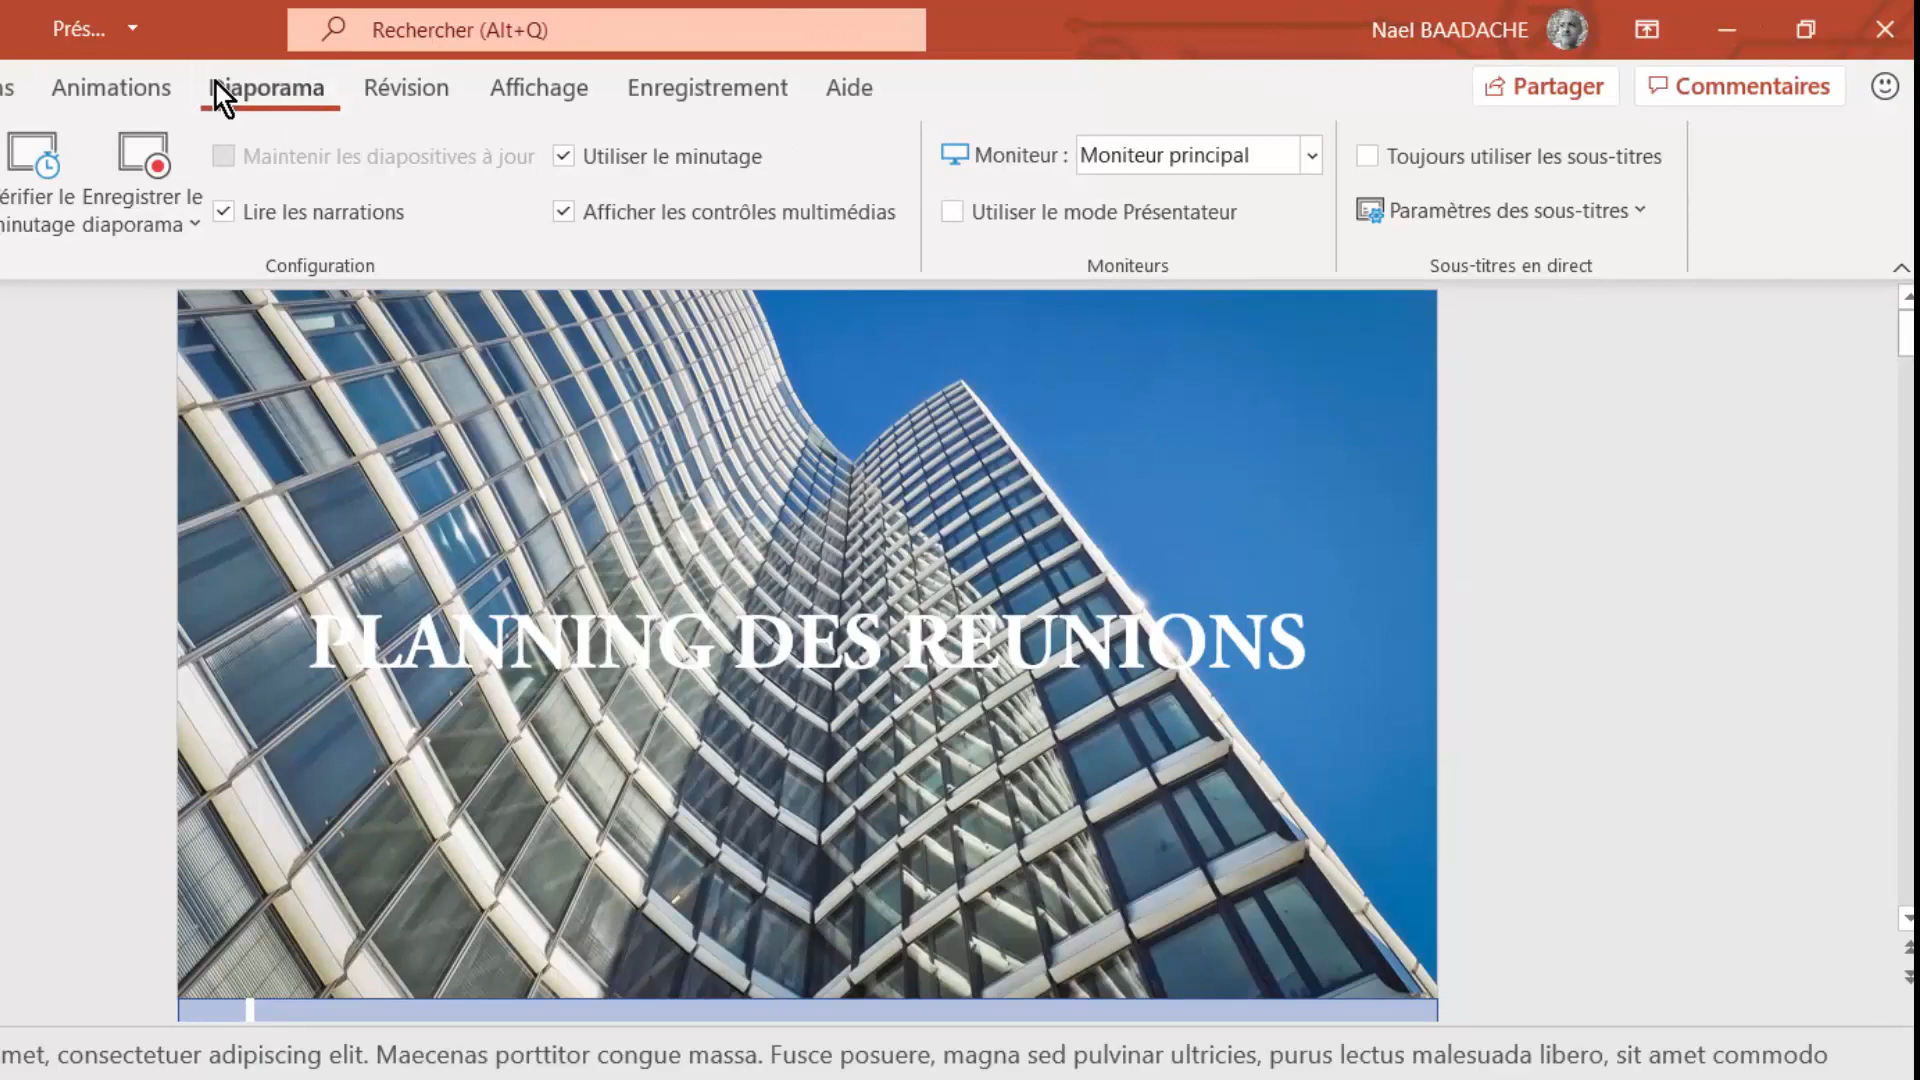 Prés...
Rechercher (Alt+Q)
Nael BAADACHE
Animations
Diaporama
Révision
Affichage
Enregistrement
Aide
Partager
Commentaires
Maintenir les diapositives à jour
Utiliser le minutage
Moniteur :
Moniteur principal
Toujours utiliser les sous-titres
érifier le
minutage
Enregistrer le
diaporama
Lire les narrations
Afficher les contrôles multimédias
Utiliser le mode Présentateur
Paramètres des sous-titres
Configuration
Moniteurs
Sous-titres en direct
PLANNING DES REUNIONS
met, consectetuer adipiscing elit. Maecenas porttitor congue massa. Fusce posuere, magna sed pulvinar ultricies, purus lectus malesuada libero, sit amet commodo